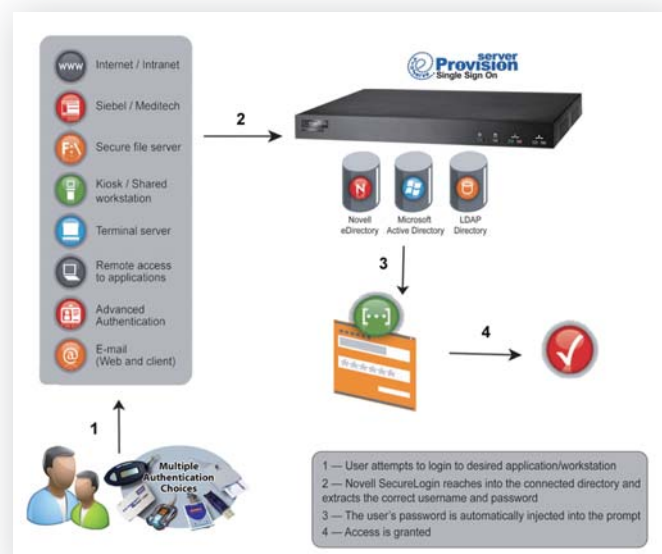 www
Internet / Intranet
Siebel / Meditech
F:\
Secure file server
Kiosk / Shared
workstation
Terminal server
Remote access
to applications
Advanced
Authentication
@
E-mail
(Web and client)
server
Provision
Single Sign On
2
N
Novell
eDirectory
Microsoft
Active Directory
LDAP
Directory
3
[...]
4
1
Multiple
Authentication
Choices
1 — User attempts to login to desired application/workstation
2 — Novell SecureLogin reaches into the connected directory and
extracts the correct username and password
3 — The user's password is automatically injected into the prompt
4 — Access is granted